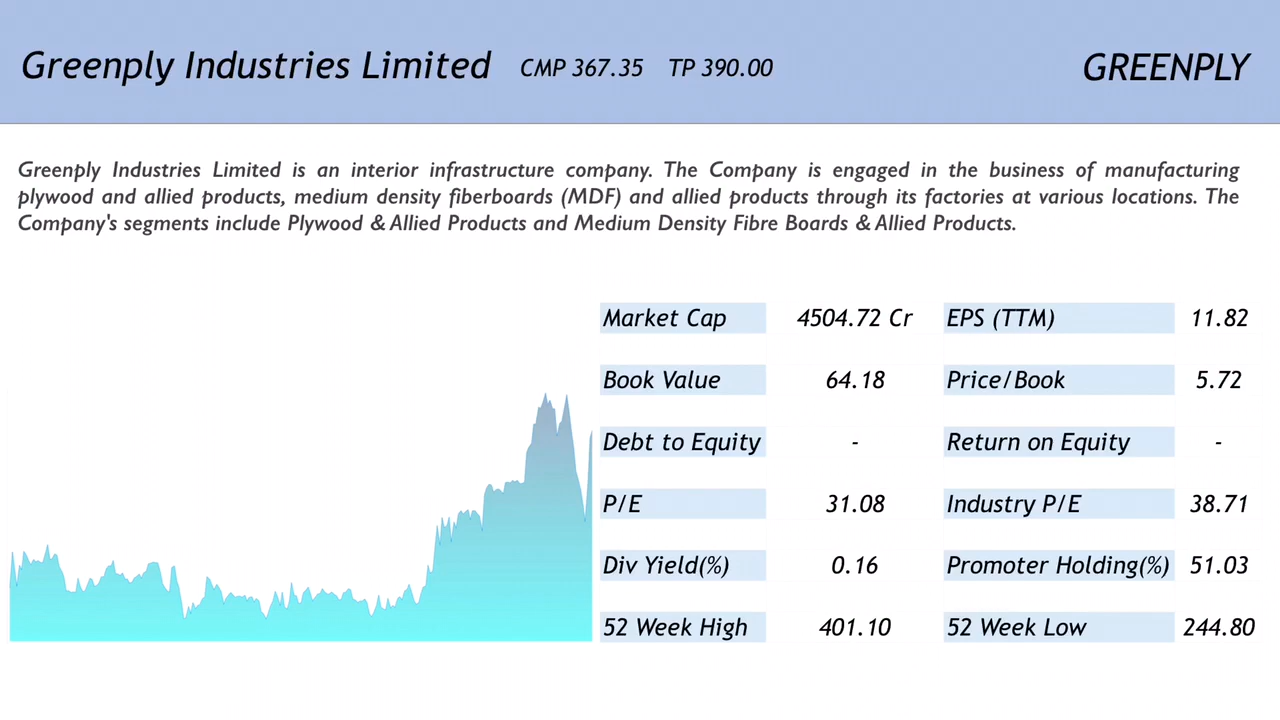 Greenply Industries Limited CMP 367.35 TP 390.00 GREENPLY
Greenply Industries Limited is an interior infrastructure company. The Company is engaged in the business of manufacturing
plywood and allied products, medium density fiberboards (MDF) and allied products through its factories at various locations. The
Company's segments include Plywood & Allied Products and Medium Density Fibre Boards & Allied Products.
Market Cap 4504.72 Cr EPS (TTM) 11.82
Book Value 64.18 Price/Book 5.72
Debt to Equity - Return on Equity -
P/E 31.08 Industry P/E 38.71
Div Yield(%) 0.16 Promoter Holding(%) 51.03
52 Week High 401.10 52 Week Low 244.80